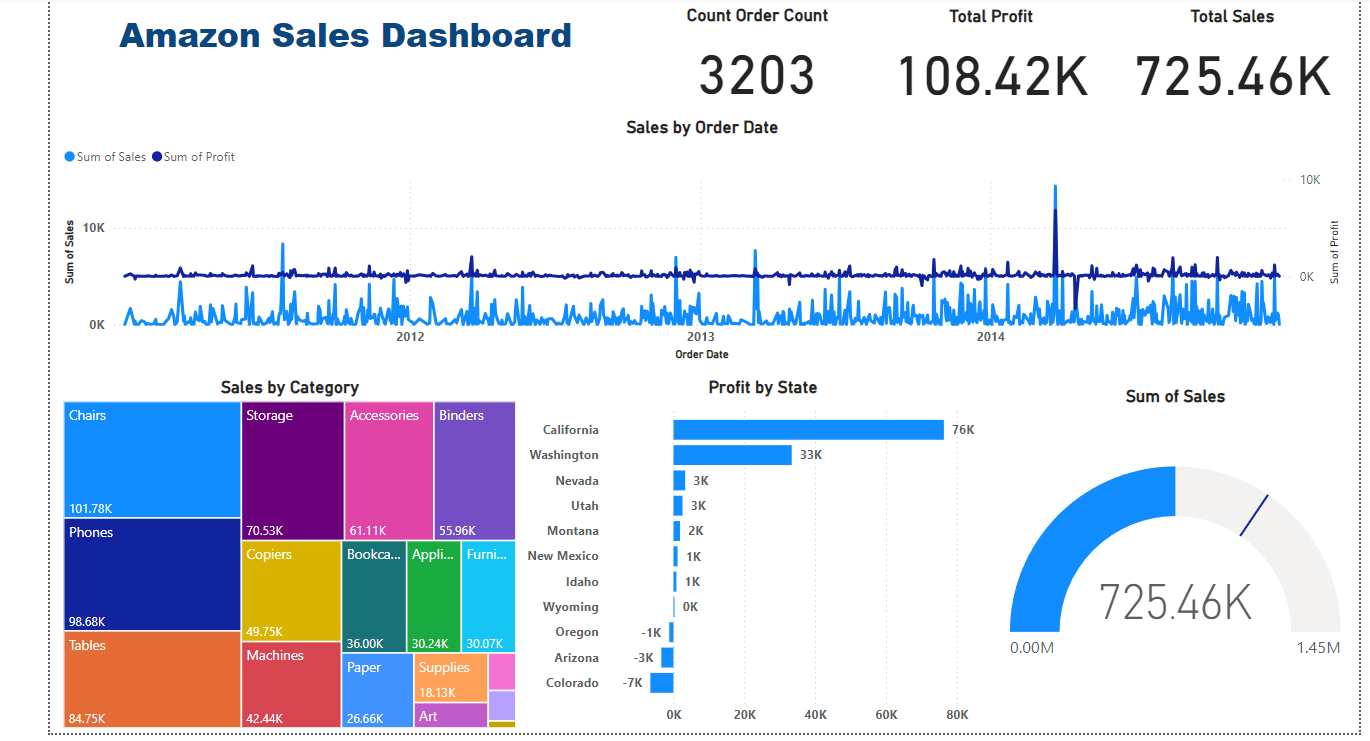 Amazon Sales Dashboard
Count Order Count
3203
Total Profit
108.42K
Total Sales
725.46K
Sales by Order Date
Sum of Sales Sum of Profit
Sum of Sales
10K
0K
2012
2013
2014
Order Date
10K
0K
Sum of Profit
Sales by Category
Chairs
101.78K
Phones
98.68K
Tables
84.75K
Storage
70.53K
Accessories
61.11K
Binders
55.96K
Copiers
49.75K
Machines
42.44K
Bookca...
36.00K
Appli...
30.24K
Furni...
30.07K
Paper
26.66K
Supplies
18.13K
Art
Profit by State
California 76K
Washington 33K
Nevada 3K
Utah 3K
Montana 2K
New Mexico 1K
Idaho 1K
Wyoming 0K
Oregon -1K
Arizona -3K
Colorado -7K
0K 20K 40K 60K 80K
Sum of Sales
725.46K
0.00M 1.45M